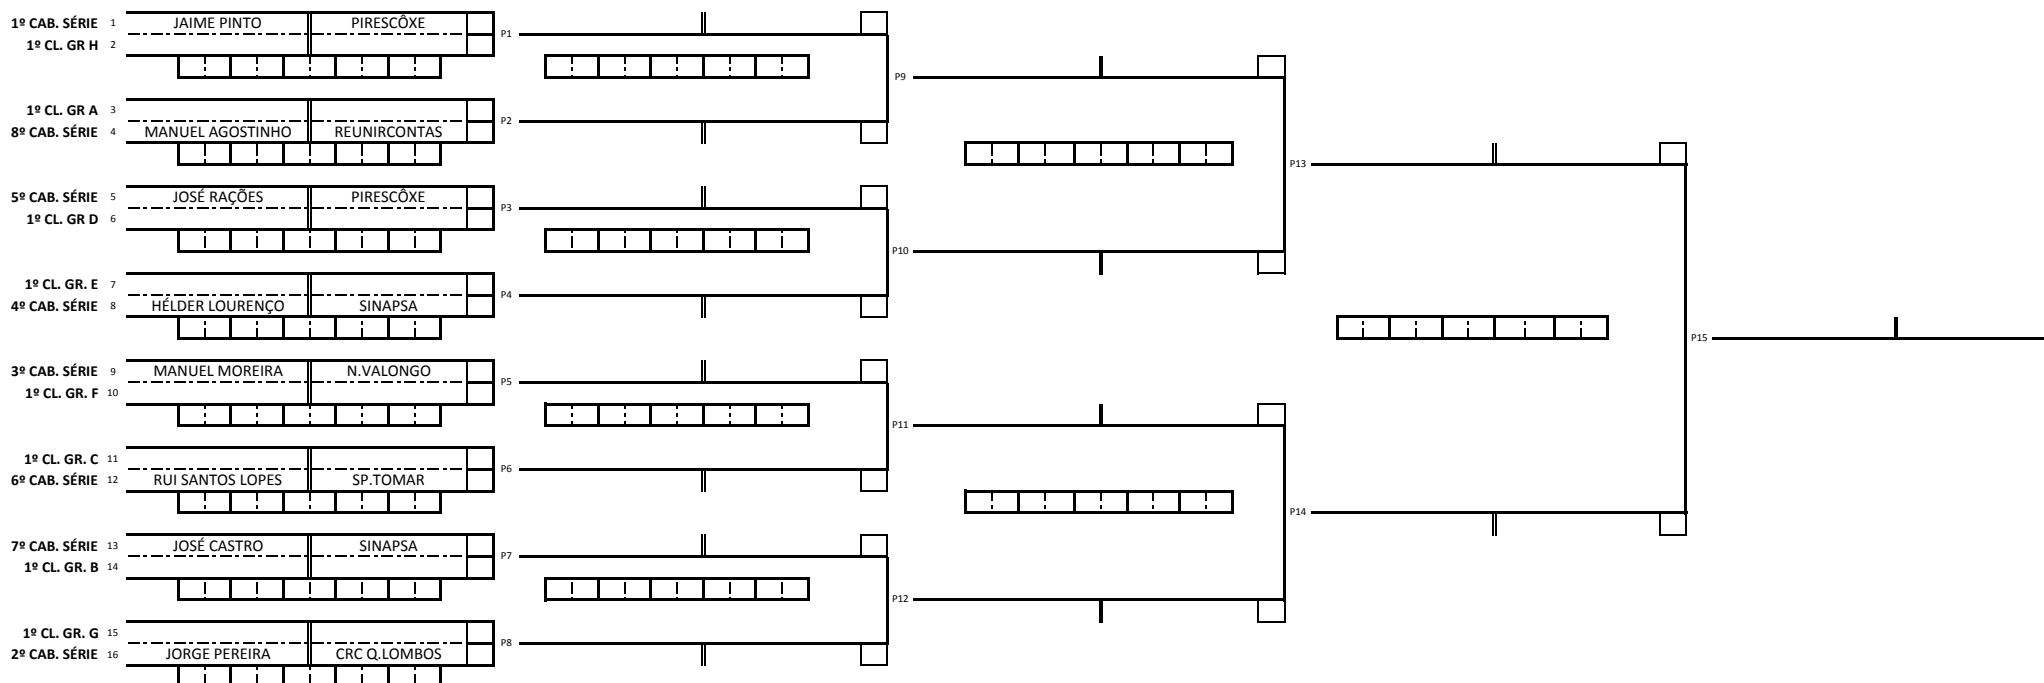 1º CAB. SÉRIE 1 JAIME PINTO PIRESCÔXE
P1
1º CL. GR H 2
P9
1º CL. GR A 3
P2
8º CAB. SÉRIE 4 MANUEL AGOSTINHO REUNIRCONTAS
P13
5º CAB. SÉRIE 5 JOSÉ RAÇÕES PIRESCÔXE
P3
1º CL. GR D 6
P10
1º CL. GR. E 7
P4
8 4º CAB. SÉRIE HÉLDER LOURENÇO SINAPSA
P15
3º CAB. SÉRIE 9 MANUEL MOREIRA N.VALONGO
P5
1º CL. GR. F 10
P11
1º CL. GR. C 11
P6
6º CAB. SÉRIE 12 RUI SANTOS LOPES SP.TOMAR
P14
7º CAB. SÉRIE 13 JOSÉ CASTRO SINAPSA
P7
1º CL. GR. B 14
P12
1º CL. GR. G 15
P8
2º CAB. SÉRIE 16 JORGE PEREIRA CRC Q.LOMBOS